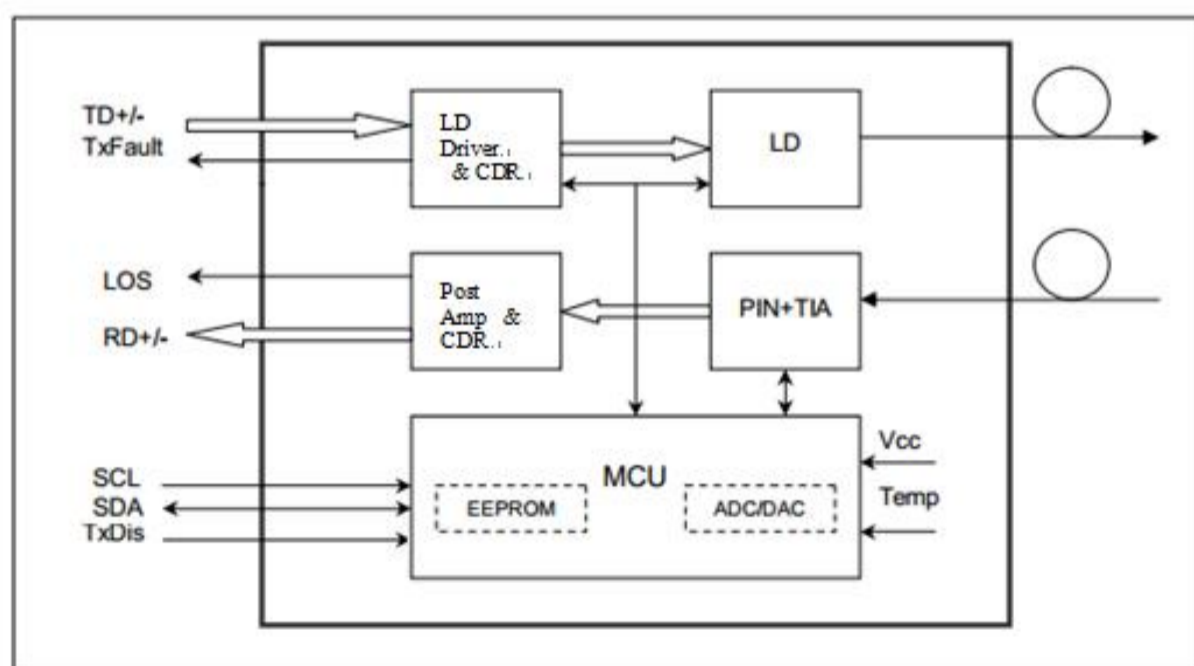 TD+/-
TxFault
LD
Driver.
& CDR.
LD
LOS
RD+/-
Post
Amp &
CDR.
PIN+TIA
SCL
SDA
TxDis
MCU
EEPROM
ADC/DAC
Vcc
Temp